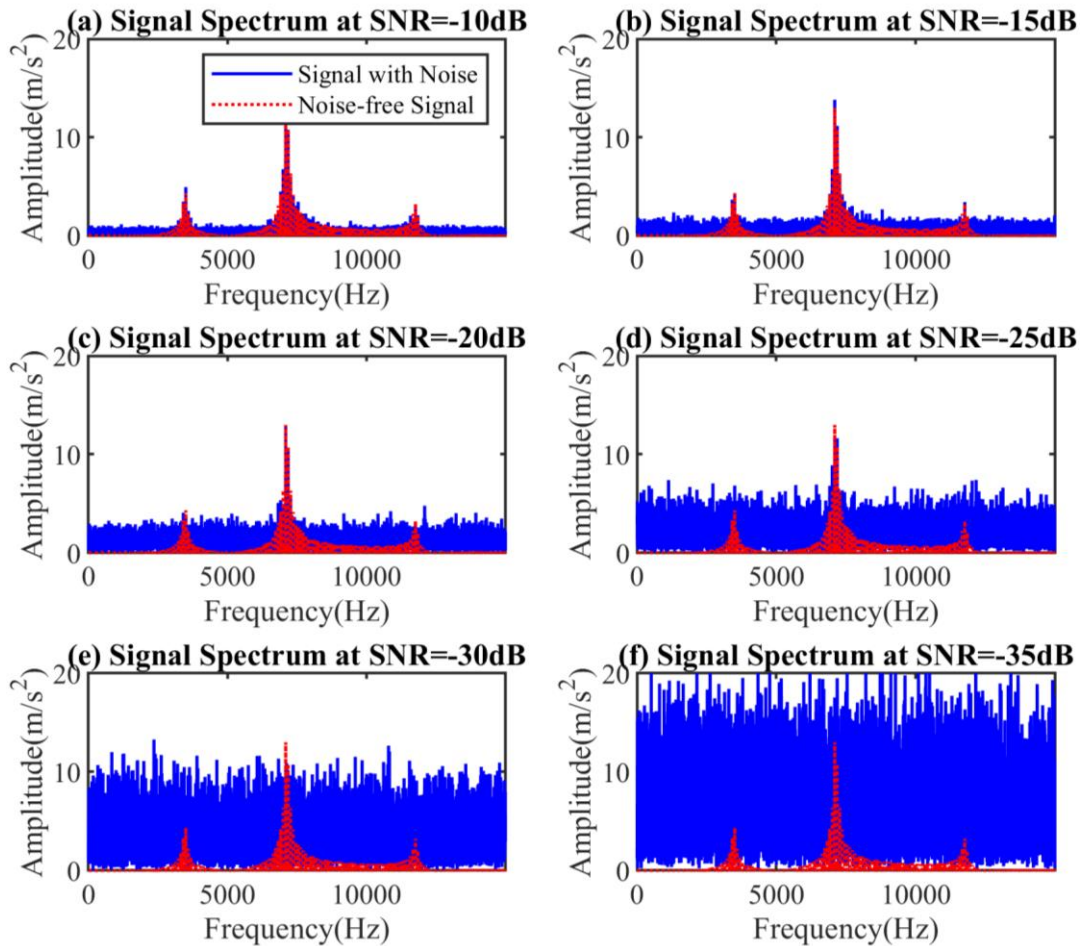 (a) Signal Spectrum at SNR=-10dB
20
10
0
Amplitude(m/s²)
Signal with Noise
Noise-free Signal
0 5000 10000
Frequency(Hz)
(b) Signal Spectrum at SNR=-15dB
20
10
0
Amplitude(m/s²)
0 5000 10000
Frequency(Hz)
(c) Signal Spectrum at SNR=-20dB
20
10
0
Amplitude(m/s²)
0 5000 10000
Frequency(Hz)
(d) Signal Spectrum at SNR=-25dB
20
10
0
Amplitude(m/s²)
0 5000 10000
Frequency(Hz)
(e) Signal Spectrum at SNR=-30dB
20
10
0
Amplitude(m/s²)
0 5000 10000
Frequency(Hz)
(f) Signal Spectrum at SNR=-35dB
20
10
0
Amplitude(m/s²)
0 5000 10000
Frequency(Hz)